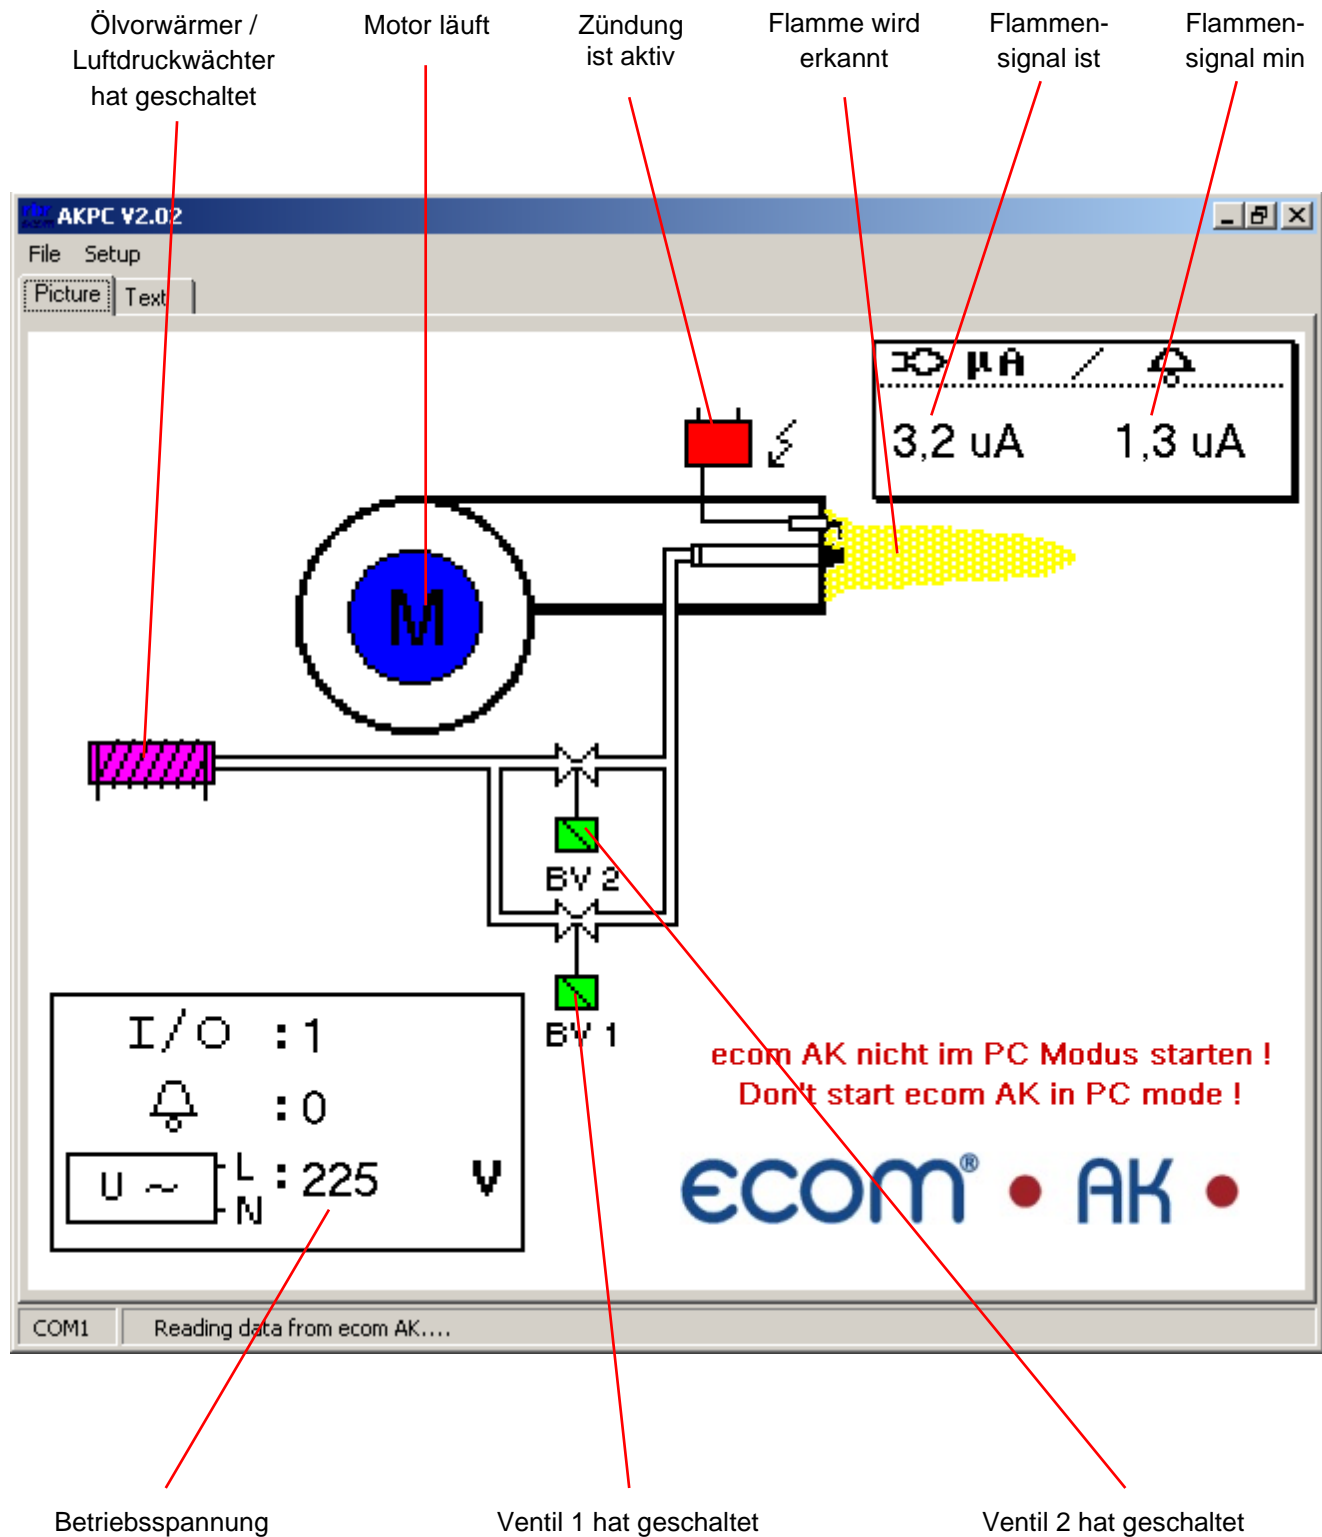 Ölvorwärmer /
Luftdruckwächter
hat geschaltet
Motor läuft
Zündung
ist aktiv
Flamme wird
erkannt
Flammen-
signal ist
Flammen-
signal min
AKPC V2.02
File Setup
Picture Text
µA /
3,2 uA 1,3 uA
M
BV 2
BV 1
I/O :1
:0
U ~ L N :225 V
ecom AK nicht im PC Modus starten !
Don't start ecom AK in PC mode !
ecom® • AK •
COM1 Reading data from ecom AK....
Betriebsspannung
Ventil 1 hat geschaltet
Ventil 2 hat geschaltet